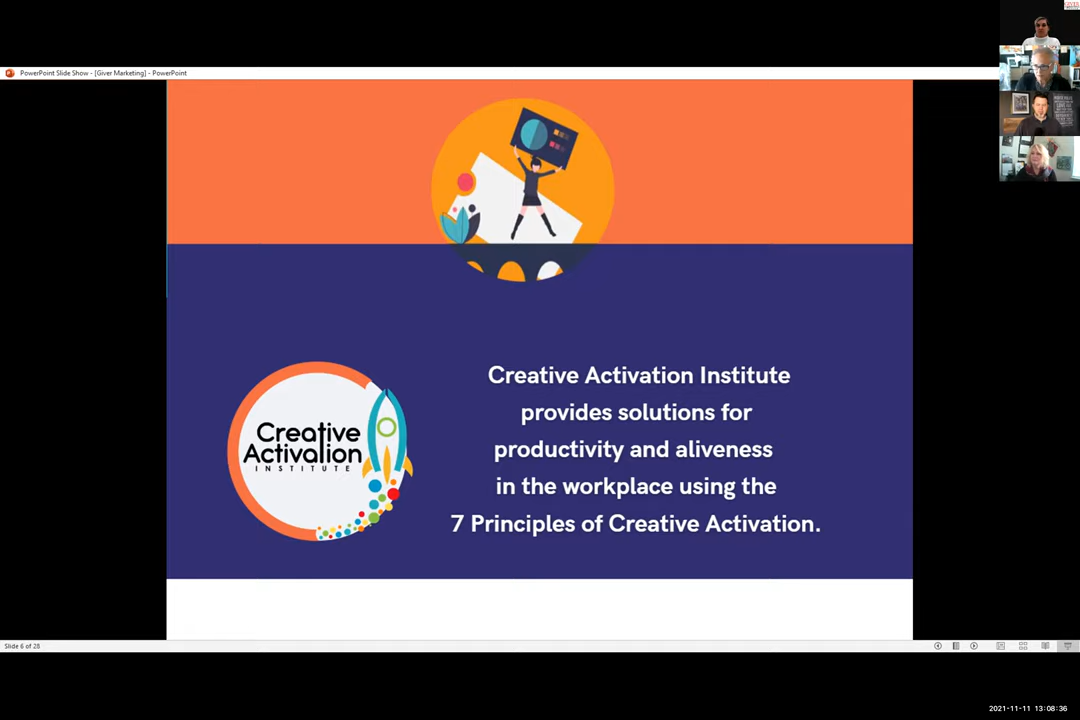 PowerPoint Slide Show - [Giver Marketing] - PowerPoint
Creative
Activation
INSTITUTE
Creative Activation Institute
provides solutions for
productivity and aliveness
in the workplace using the
7 Principles of Creative Activation.
Slide 6 of 28
2021-11-11 13:08:36